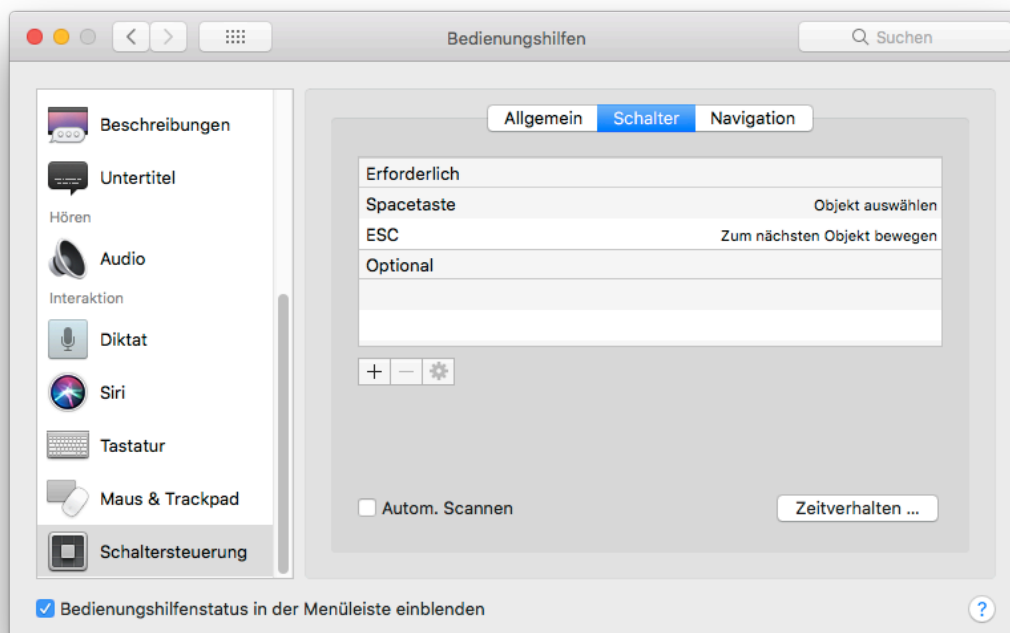 Bedienungshilfen
Suchen
Beschreibungen
Untertitel
Hören
Audio
Interaktion
Diktat
Siri
Tastatur
Maus & Trackpad
Schaltersteuerung
Allgemein Schalter Navigation
Erforderlich
Spacetaste Objekt auswählen
ESC Zum nächsten Objekt bewegen
Optional
Autom. Scannen
Zeitverhalten ...
Bedienungshilfenstatus in der Menüleiste einblenden
?